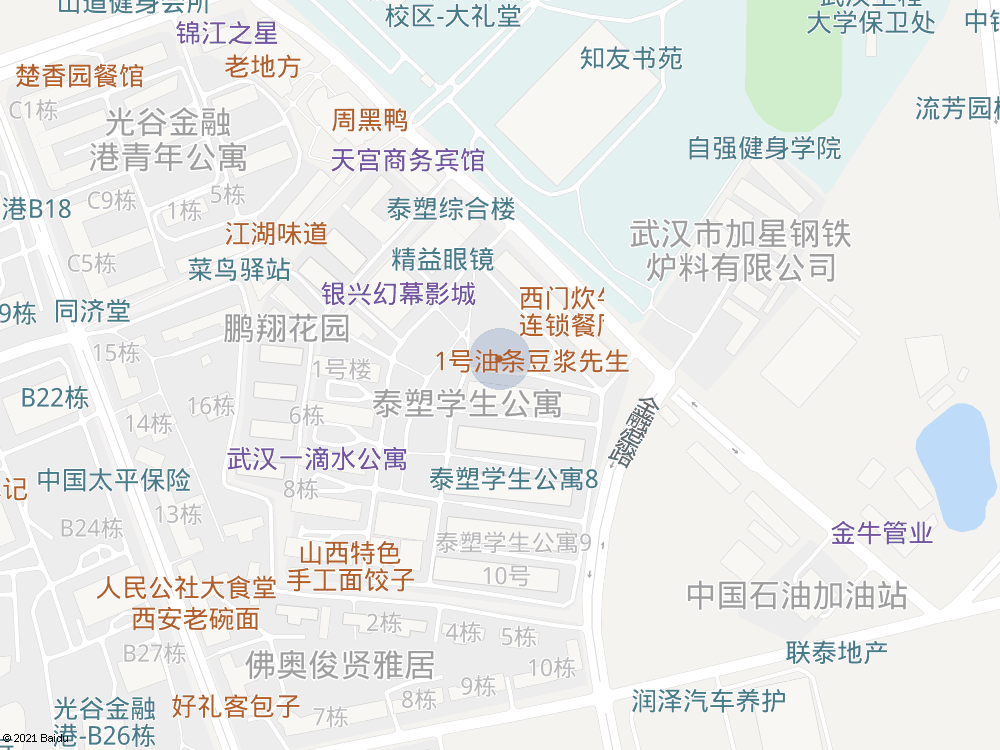 山道健身会所
校区-大礼堂
武汉工程
大学保卫处
锦江之星
老地方
知友书苑
楚香园餐馆
C1栋
光谷金融
港青年公寓
周黑鸭
天宫商务宾馆
流芳园
自强健身学院
C9栋
5栋
1栋
港B18
泰塑综合楼
江湖味道
武汉市加星钢铁
炉料有限公司
C5栋
菜鸟驿站
精益眼镜
银兴幻幕影城
西门炊
连锁餐厅
9栋
同济堂
鹏翔花园
15栋
1号楼
1号油条豆浆先生
B22栋
16栋
6栋
泰塑学生公寓
14栋
武汉一滴水公寓
中国太平保险
8栋
泰塑学生公寓8
记
13栋
B24栋
金牛管业
山西特色
手工面饺子
泰塑学生公寓9
10号
人民公社大食堂
西安老碗面
中国石油加油站
2栋
4栋
5栋
B27栋
佛奥俊贤雅居
联泰地产
10栋
9栋
8栋
好礼客包子
7栋
润泽汽车养护
光谷金融
港-B26栋
© 2021 Baidu